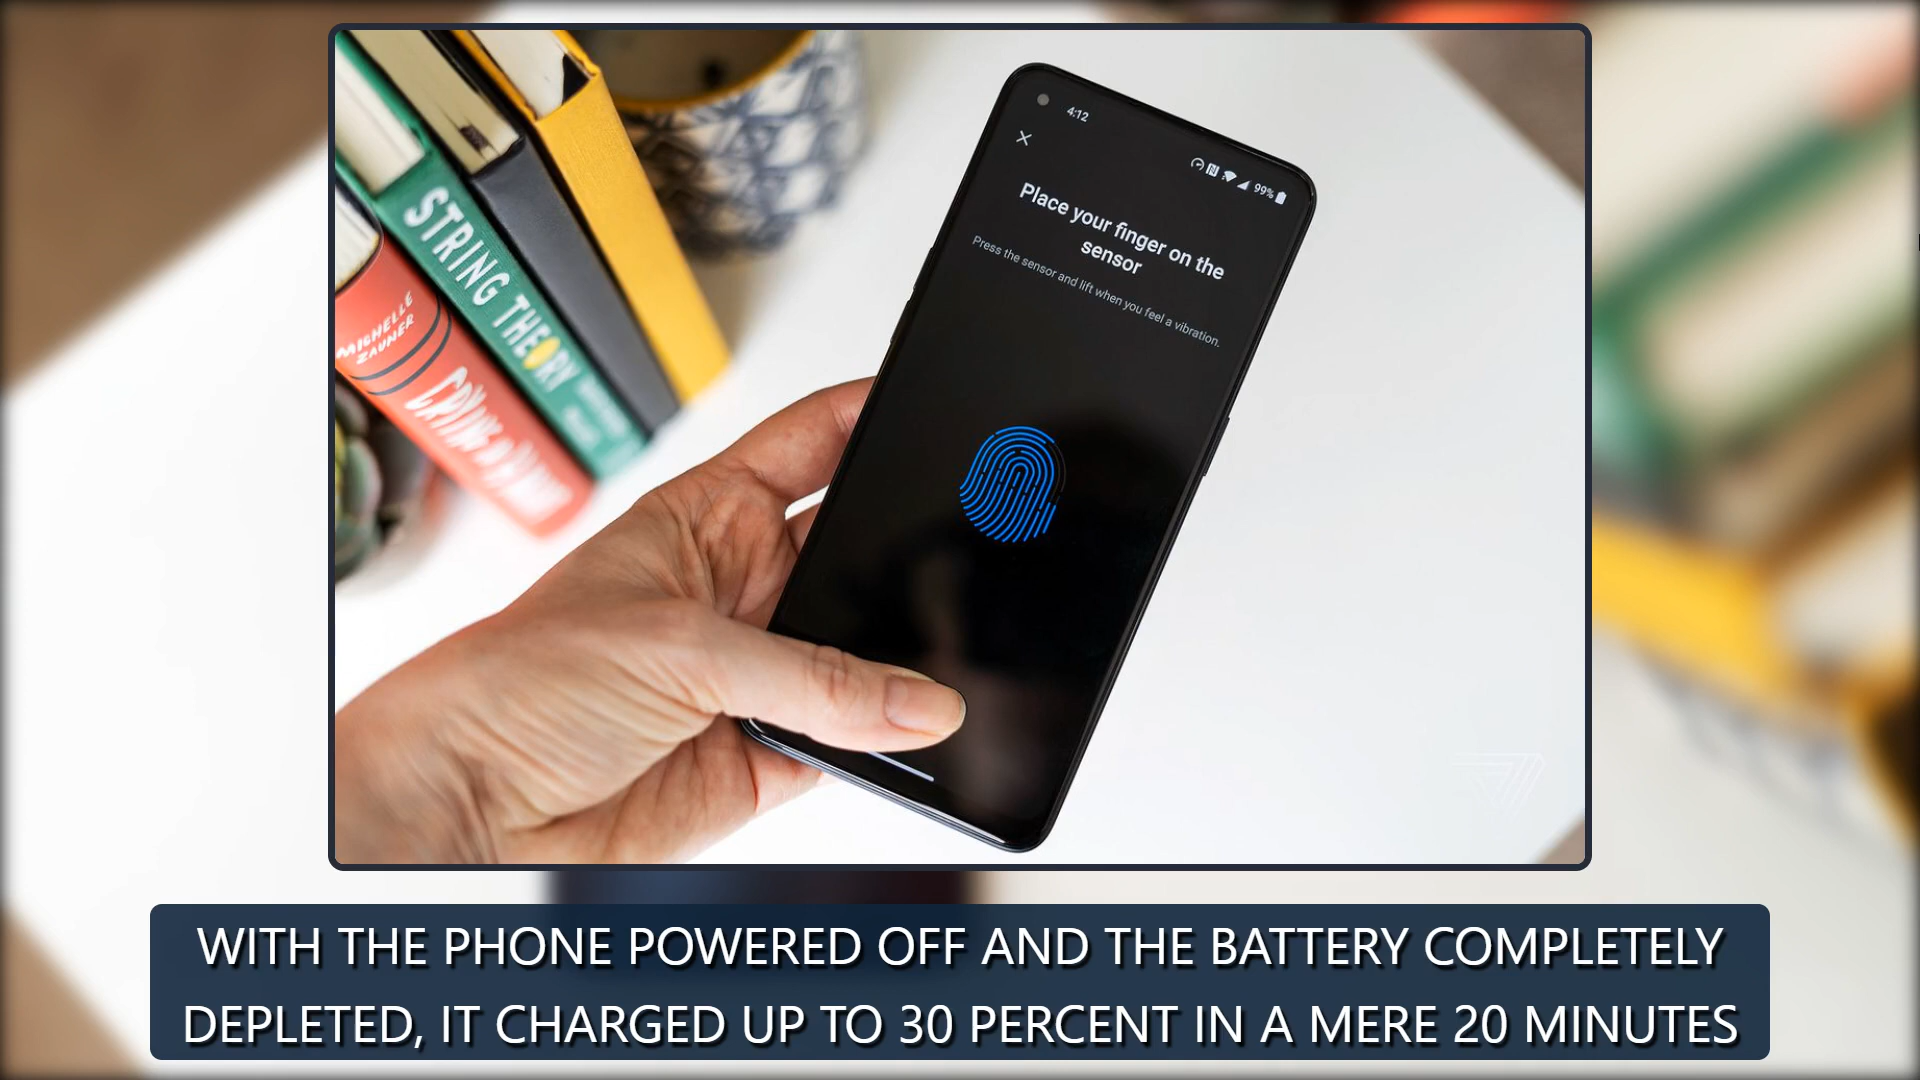 4:12
99%
Place your finger on the
sensor
Press the sensor and lift when you feel a vibration.
STRING THEORY
MICHELLE
ZAUNER
CRYING
WITH THE PHONE POWERED OFF AND THE BATTERY COMPLETELY
DEPLETED, IT CHARGED UP TO 30 PERCENT IN A MERE 20 MINUTES